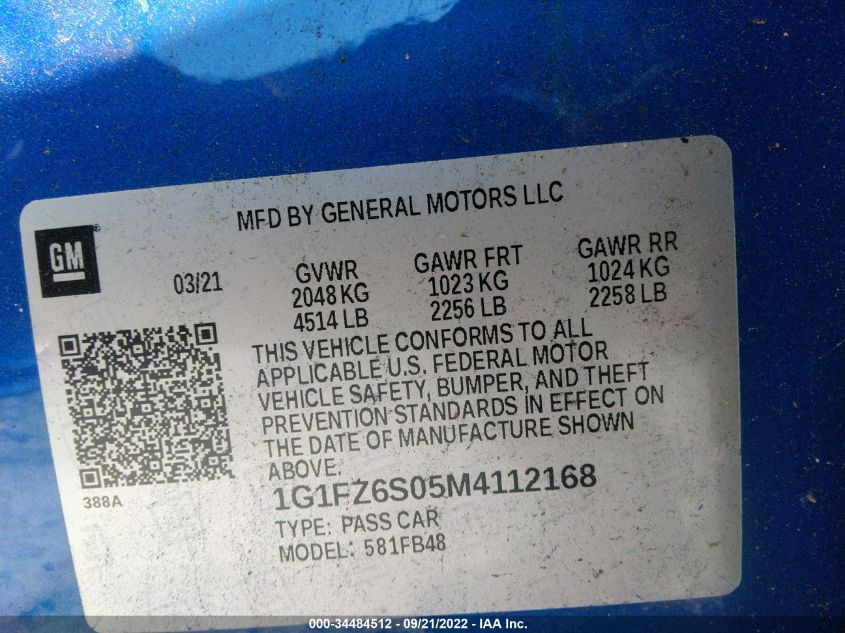 MFD BY GENERAL MOTORS LLC
GM
03/21
GVWR
2048 KG
4514 LB
GAWR FRT
1023 KG
2256 LB
GAWR RR
1024 KG
2258 LB
THIS VEHICLE CONFORMS TO ALL
APPLICABLE U.S. FEDERAL MOTOR
VEHICLE SAFETY, BUMPER, AND THEFT
PREVENTION STANDARDS IN EFFECT ON
THE DATE OF MANUFACTURE SHOWN
ABOVE.
388A
1G1FZ6S05M4112168
TYPE: PASS CAR
MODEL: 581FB48
000-34484512 - 09/21/2022 - IAA Inc.